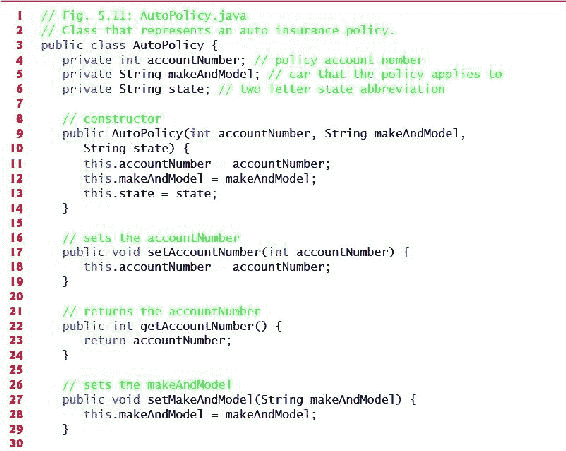 1 // Fig. 5.11: AutoPolicy.java
2 // Class that represents an auto insurance policy.
3 public class AutoPolicy {
4 private int accountNumber; // policy account number
5 private String makeAndModel; // car that the policy applies to
6 private String state; // two letter state abbreviation
7
8 // constructor
9 public AutoPolicy(int accountNumber, String makeAndModel,
10 String state) {
11 this.accountNumber = accountNumber;
12 this.makeAndModel = makeAndModel;
13 this.state = state;
14 }
15
16 // sets the accountNumber
17 public void setAccountNumber(int accountNumber) {
18 this.accountNumber = accountNumber;
19 }
20
21 // returns the accountNumber
22 public int getAccountNumber() {
23 return accountNumber;
24 }
25
26 // sets the makeAndModel
27 public void setMakeAndModel(String makeAndModel) {
28 this.makeAndModel = makeAndModel;
29 }
30